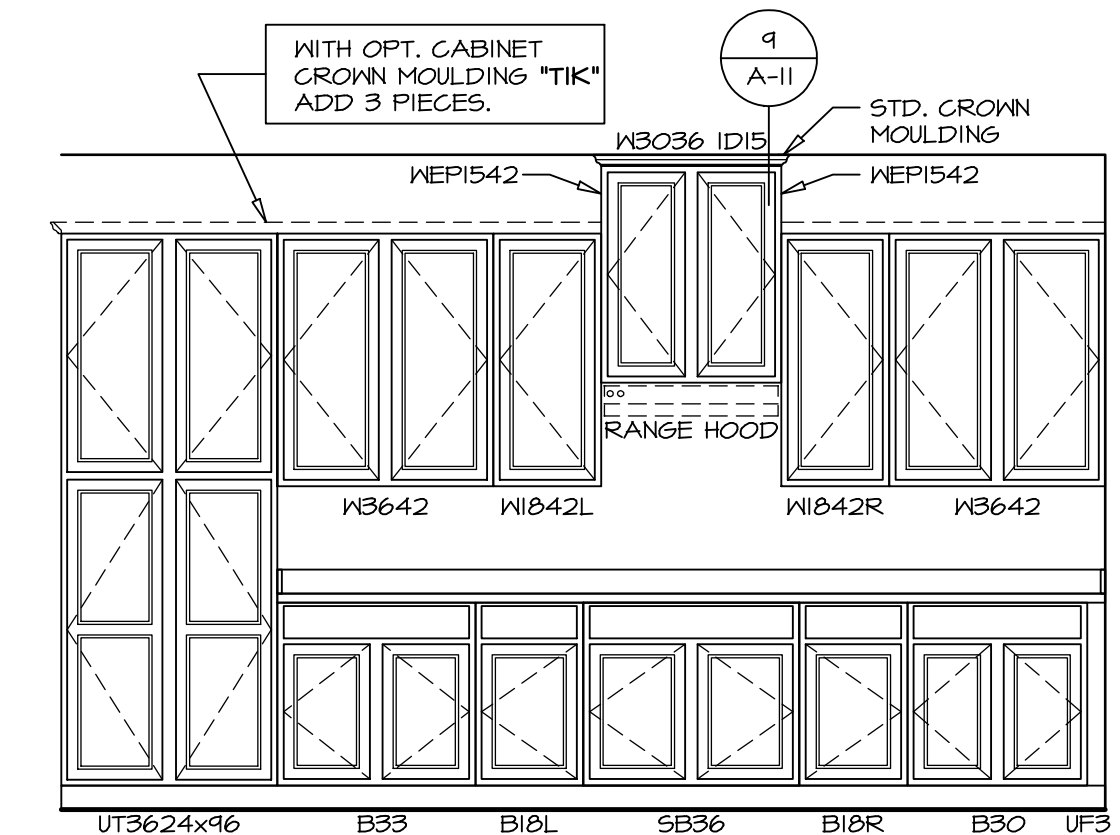 WITH OPT. CABINET
CROWN MOULDING "TIK"
ADD 3 PIECES.
9
A-11
STD. CROWN
MOULDING
W3036 1D15
WEP1542
WEP1542
RANGE HOOD
W3642
W1842L
W1842R
W3642
UT3624x96
B33
B18L
SB36
B18R
B30
UF3